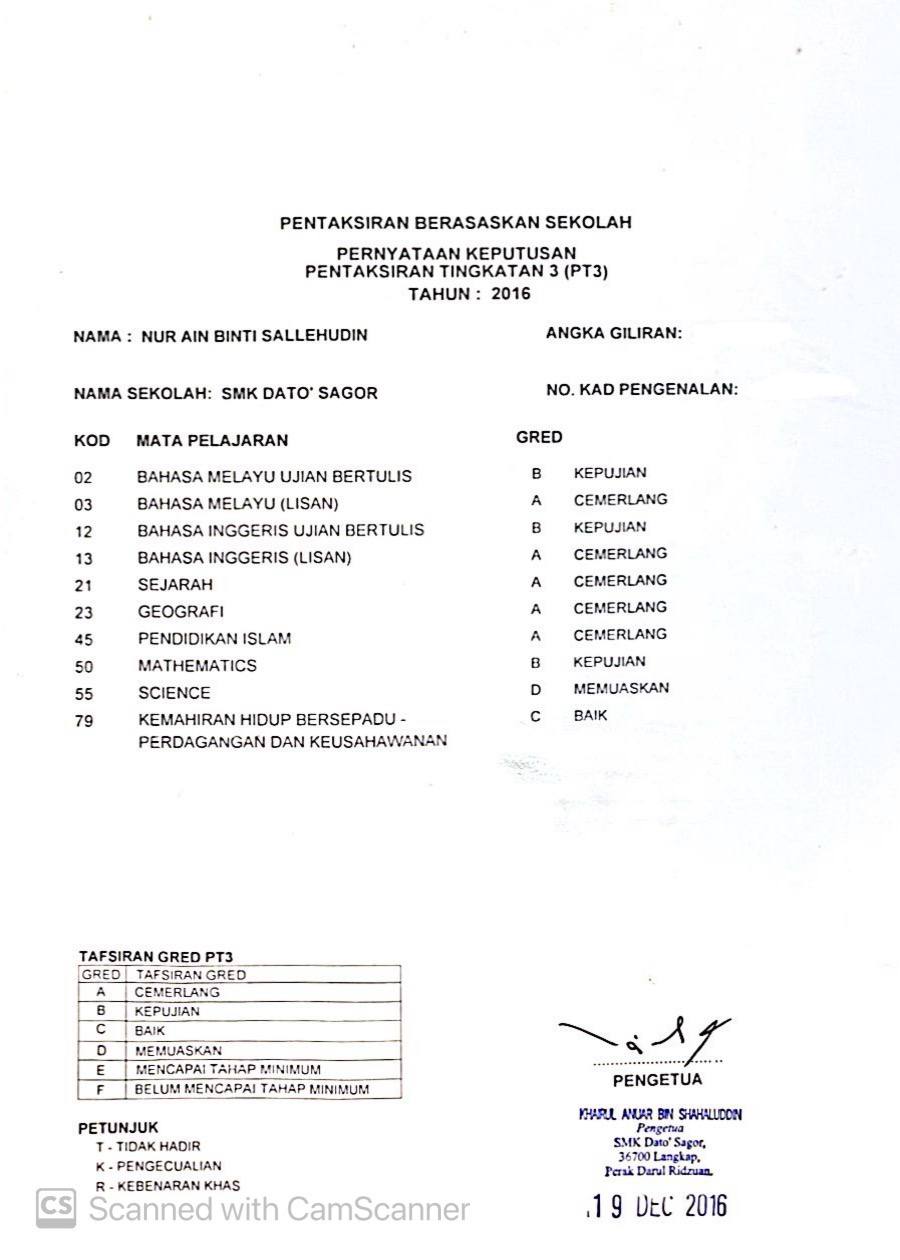 PENTAKSIRAN BERASASKAN SEKOLAH
PERNYATAAN KEPUTUSAN
PENTAKSIRAN TINGKATAN 3 (PT3)
TAHUN : 2016
NAMA : NUR AIN BINTI SALLEHUDIN ANGKA GILIRAN:
NAMA SEKOLAH: SMK DATO' SAGOR NO. KAD PENGENALAN:
KOD MATA PELAJARAN GRED
02 BAHASA MELAYU UJIAN BERTULIS B KEPUJIAN
03 BAHASA MELAYU (LISAN) A CEMERLANG
12 BAHASA INGGERIS UJIAN BERTULIS B KEPUJIAN
13 BAHASA INGGERIS (LISAN) A CEMERLANG
21 SEJARAH A CEMERLANG
23 GEOGRAFI A CEMERLANG
45 PENDIDIKAN ISLAM A CEMERLANG
50 MATHEMATICS B KEPUJIAN
55 SCIENCE D MEMUASKAN
79 KEMAHIRAN HIDUP BERSEPADU - C BAIK
PERDAGANGAN DAN KEUSAHAWANAN
TAFSIRAN GRED PT3
GRED TAFSIRAN GRED
A CEMERLANG
B KEPUJIAN
C BAIK
D MEMUASKAN
E MENCAPAI TAHAP MINIMUM
F BELUM MENCAPAI TAHAP MINIMUM
PETUNJUK
T - TIDAK HADIR
K - PENGECUALIAN
R - KEBENARAN KHAS
PENGETUA
KHAIRUL ANUAR BIN SHAHALUDDIN
Pengetua
SMK Dato' Sagor,
36700 Langkap,
Perak Darul Ridzuan.
19 DEC 2016
CS Scanned with CamScanner